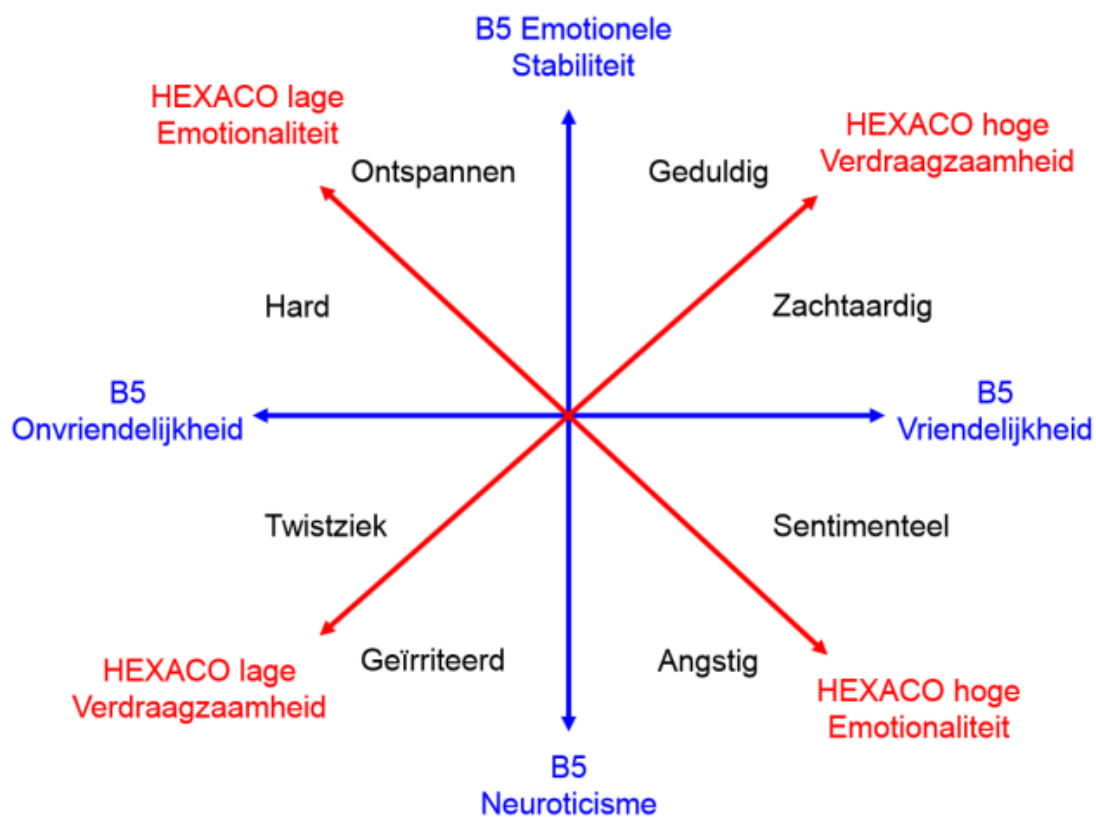 B5 Emotionele
Stabiliteit
HEXACO lage
Emotionaliteit
HEXACO hoge
Verdraagzaamheid
Ontspannen
Geduldig
Hard
Zachtaardig
B5
Onvriendelijkheid
B5
Vriendelijkheid
Twistziek
Sentimenteel
Geïrriteerd
Angstig
HEXACO lage
Verdraagzaamheid
HEXACO hoge
Emotionaliteit
B5
Neuroticisme